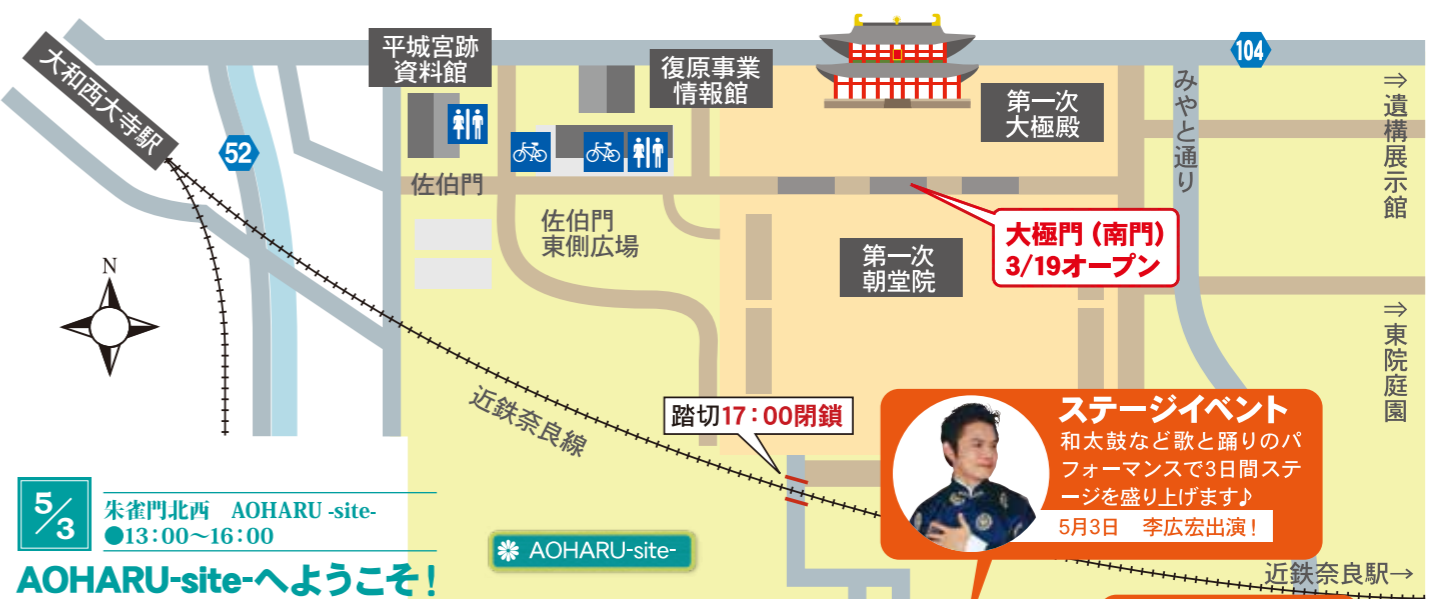 大和西大寺駅
52
平城宮跡
資料館
復原事業
情報館
第一次
大極殿
104
みやと通り
⇒遺構展示館
佐伯門
佐伯門
東側広場
大極門（南門）
3/19オープン
第一次
朝堂院
⇒東院庭園
N
近鉄奈良線
踏切17：00閉鎖
ステージイベント
和太鼓など歌と踊りのパ
フォーマンスで3日間ステ
ージを盛り上げます♪
5月3日　李広宏出演！
5/3
朱雀門北西　AOHARU -site-
●13：00〜16：00
AOHARU-site-へようこそ！
AOHARU-site-
近鉄奈良駅→